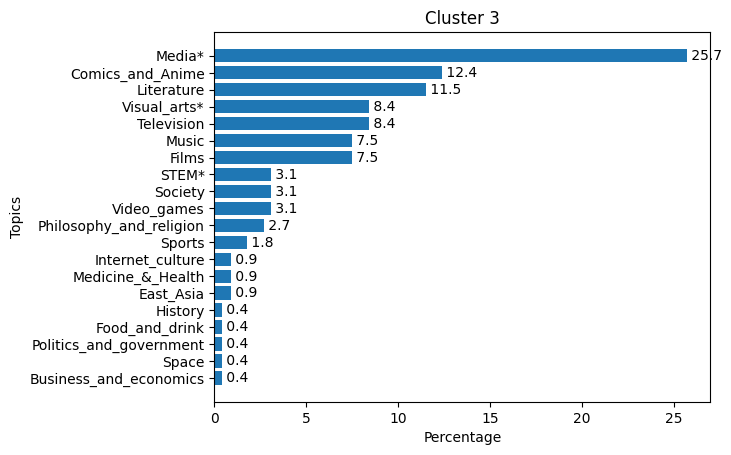 Cluster 3
Topics
Media* 25.7
Comics_and_Anime 12.4
Literature 11.5
Visual_arts* 8.4
Television 8.4
Music 7.5
Films 7.5
STEM* 3.1
Society 3.1
Video_games 3.1
Philosophy_and_religion 2.7
Sports 1.8
Internet_culture 0.9
Medicine_&_Health 0.9
East_Asia 0.9
History 0.4
Food_and_drink 0.4
Politics_and_government 0.4
Space 0.4
Business_and_economics 0.4
0 5 10 15 20 25
Percentage